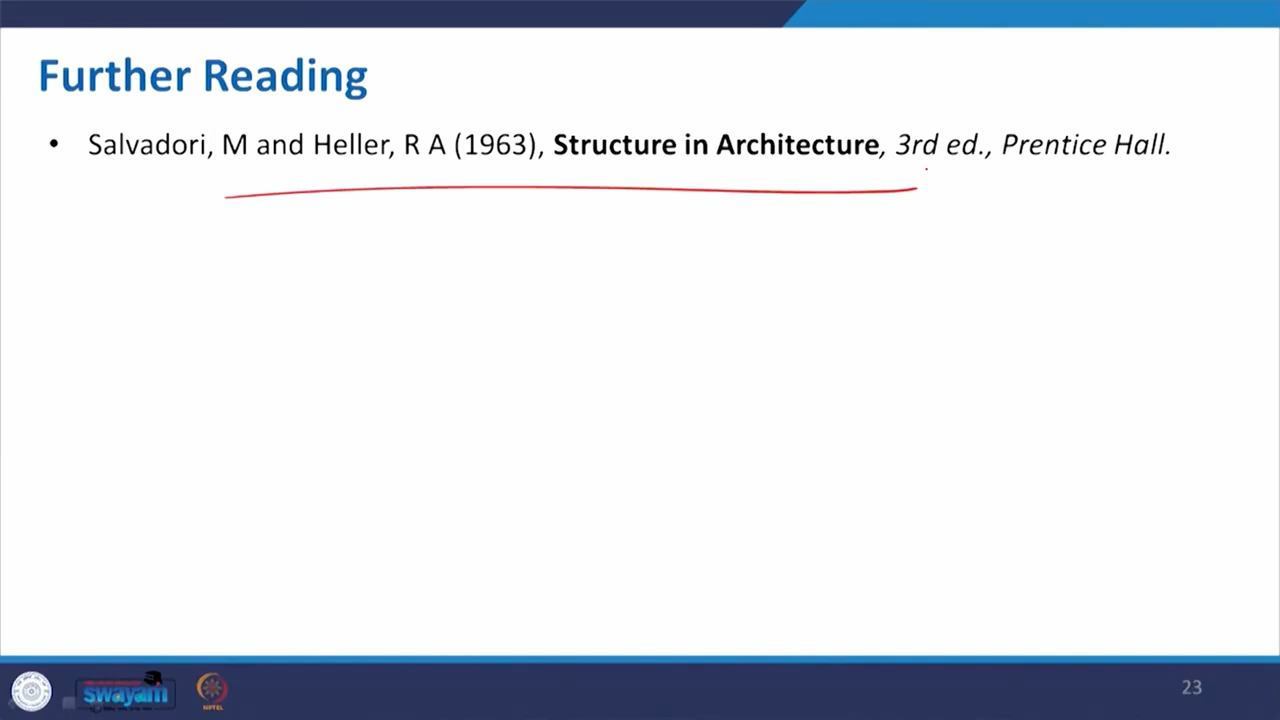 Further Reading
• Salvadori, M and Heller, R A (1963), Structure in Architecture, 3rd ed., Prentice Hall.
swayam
NPTEL
23